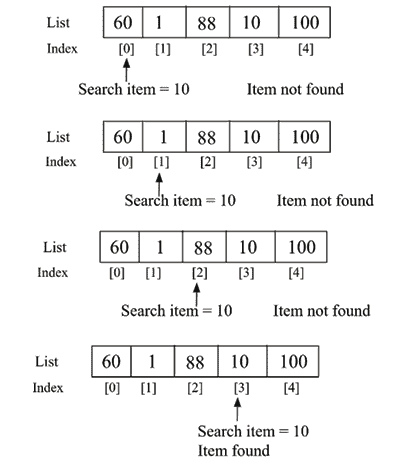 List 60 1 88 10 100
Index [0] [1] [2] [3] [4]
Search item = 10 Item not found
List 60 1 88 10 100
Index [0] [1] [2] [3] [4]
Search item = 10 Item not found
List 60 1 88 10 100
Index [0] [1] [2] [3] [4]
Search item = 10 Item not found
List 60 1 88 10 100
Index [0] [1] [2] [3] [4]
Search item = 10
Item found